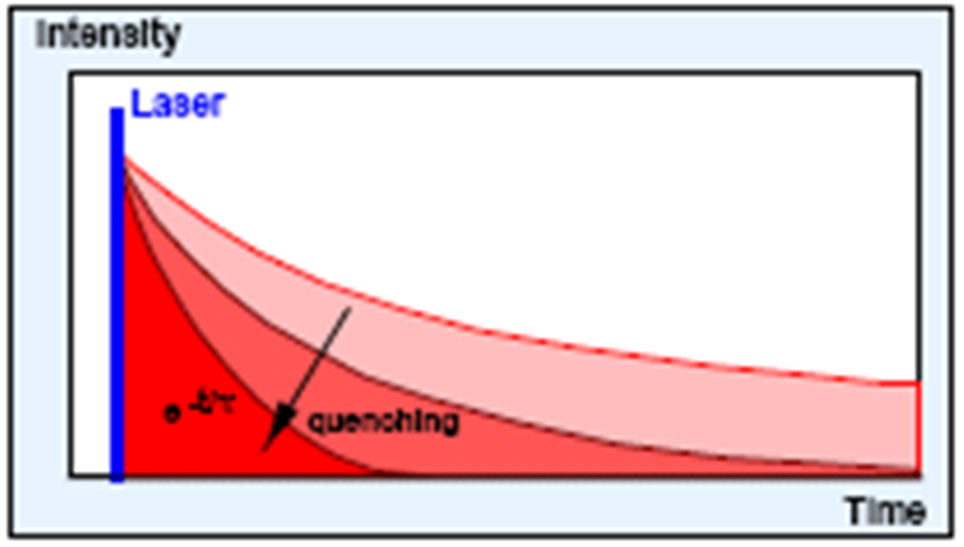 Intensity
Laser
e -t/τ
quenching
Time